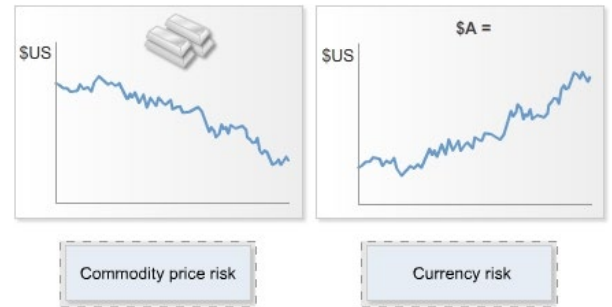 $US
$A =
$US
Commodity price risk
Currency risk